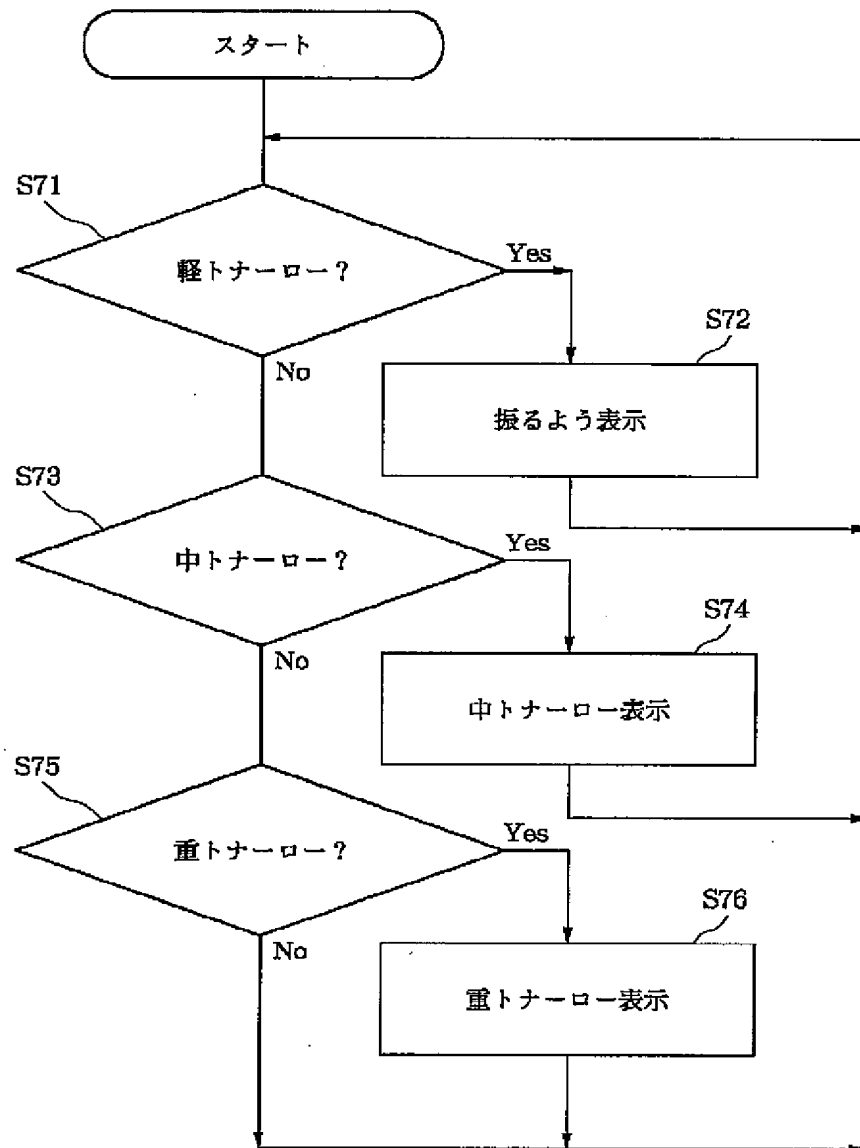 スタート
S71
軽トナーロー？
Yes
No
S72
振るよう表示
S73
中トナーロー？
Yes
No
S74
中トナーロー表示
S75
重トナーロー？
Yes
No
S76
重トナーロー表示